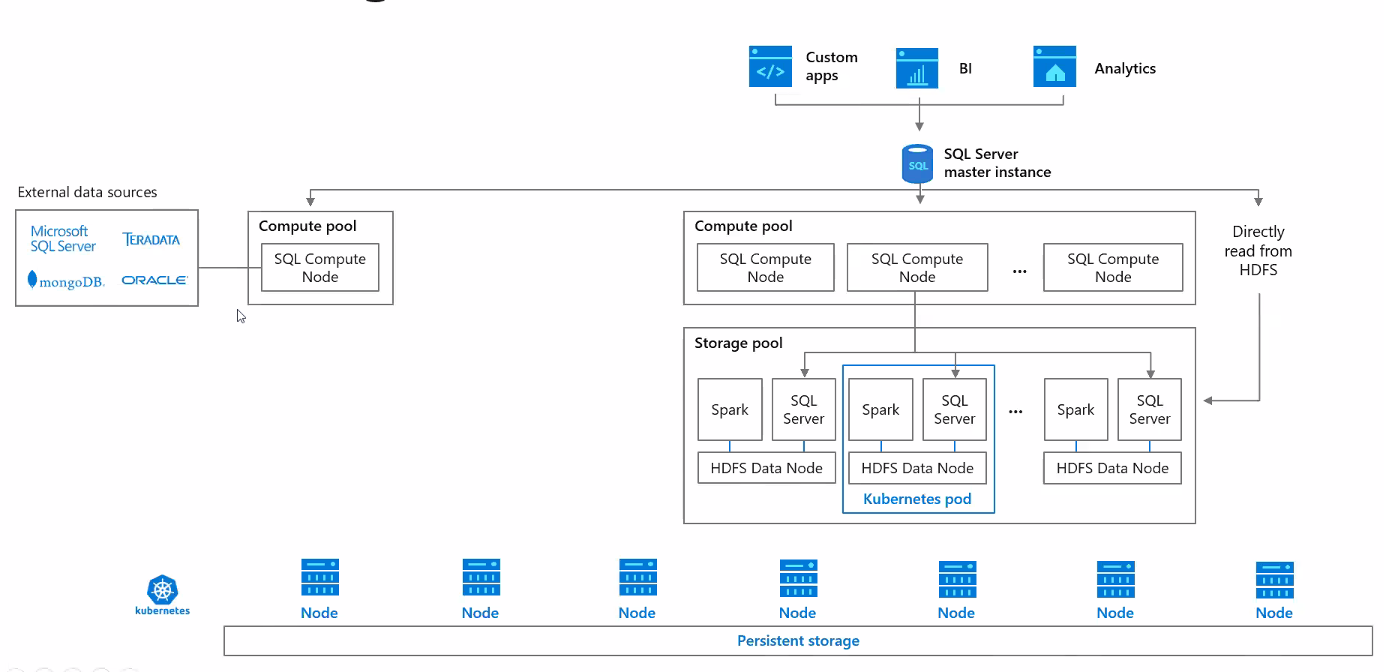 Custom
apps
BI
Analytics
SQL
SQL Server
master instance
External data sources
Microsoft
SQL Server
TERADATA
mongoDB.
ORACLE
Compute pool
SQL Compute
Node
Compute pool
SQL Compute
Node
SQL Compute
Node
...
SQL Compute
Node
Directly
read from
HDFS
Storage pool
Spark
SQL
Server
HDFS Data Node
Spark
SQL
Server
HDFS Data Node
Kubernetes pod
...
Spark
SQL
Server
HDFS Data Node
kubernetes
Node
Node
Node
Node
Node
Node
Node
Persistent storage